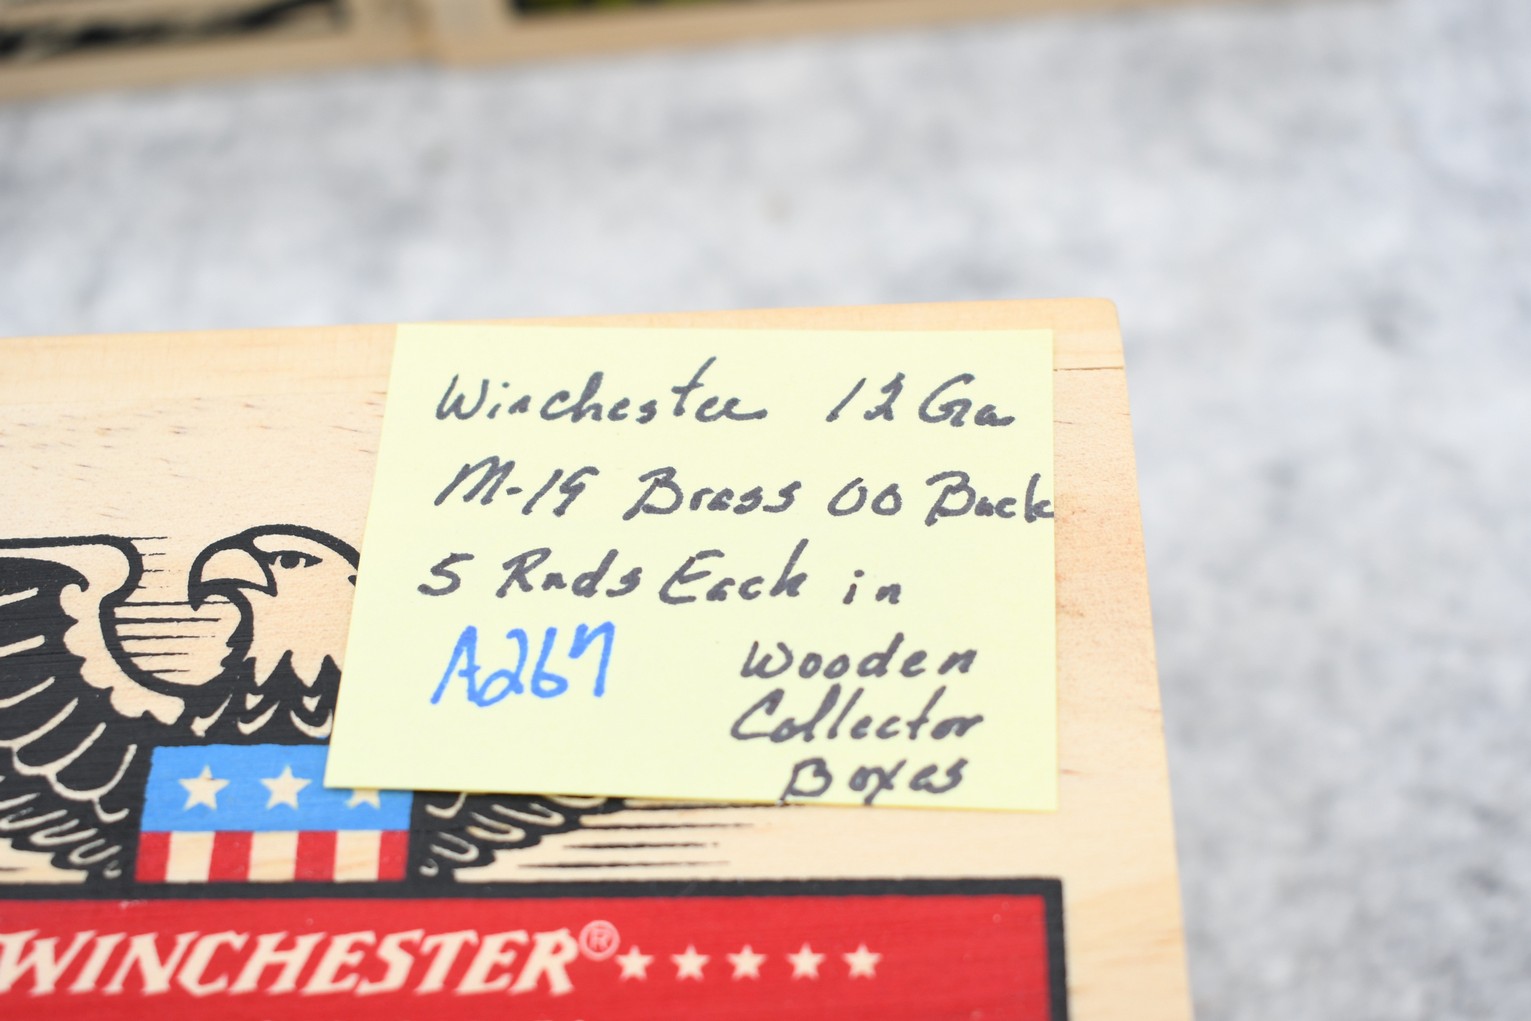 Winchester 12 Ga
M-19 Brass 00 Buck
5 Rnds Each in
A267
Wooden
Collector
Boxes
WINCHESTER®